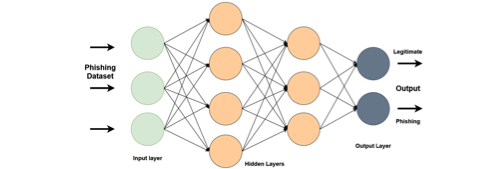 Phishing
Dataset
Input layer
Hidden Layers
Legitimate
Output
Phishing
Output Layer